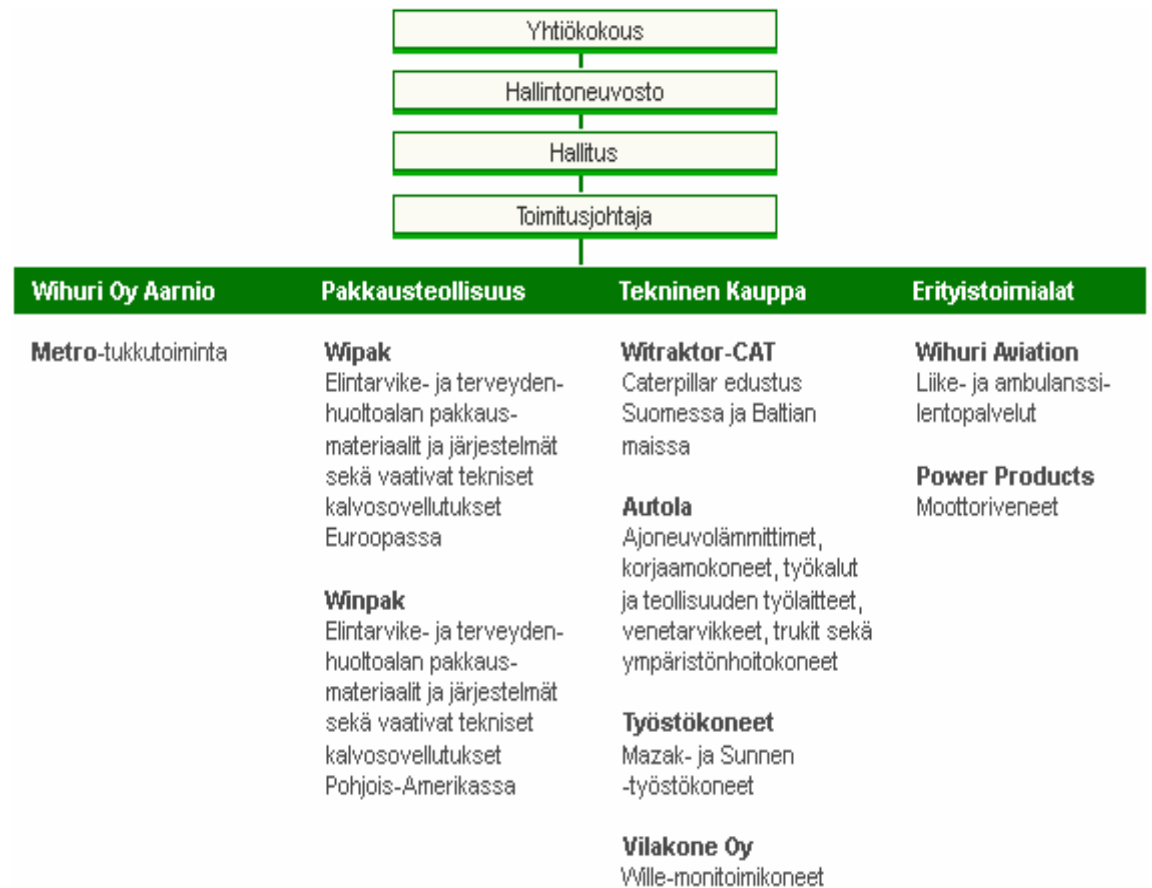 Yhtiökokous
Hallintoneuvosto
Hallitus
Toimitusjohtaja
Wihuri Oy Aarnio
Metro-tukkutoiminta
Pakkausteollisuus
Wipak
Elintarvike- ja terveyden-
huoltoalan pakkaus-
materiaalit ja järjestelmät
sekä vaativat tekniset
kalvosovellutukset
Euroopassa
Winpak
Elintarvike- ja terveyden-
huoltoalan pakkaus-
materiaalit ja järjestelmät
sekä vaativat tekniset
kalvosovellutukset
Pohjois-Amerikassa
Tekninen Kauppa
Witraktor-CAT
Caterpillar edustus
Suomessa ja Baltian
maissa
Autola
Ajoneuvolämmittimet,
korjaamokoneet, työkalut
ja teollisuuden työlaitteet,
venetarvikkeet, trukit sekä
ympäristönhoitokoneet
Työstökoneet
Mazak- ja Sunnen
-työstökoneet
Vilakone Oy
Wille-monitoimikoneet
Erityistoimialat
Wihuri Aviation
Liike- ja ambulanssi-
lentopalvelut
Power Products
Moottoriveneet